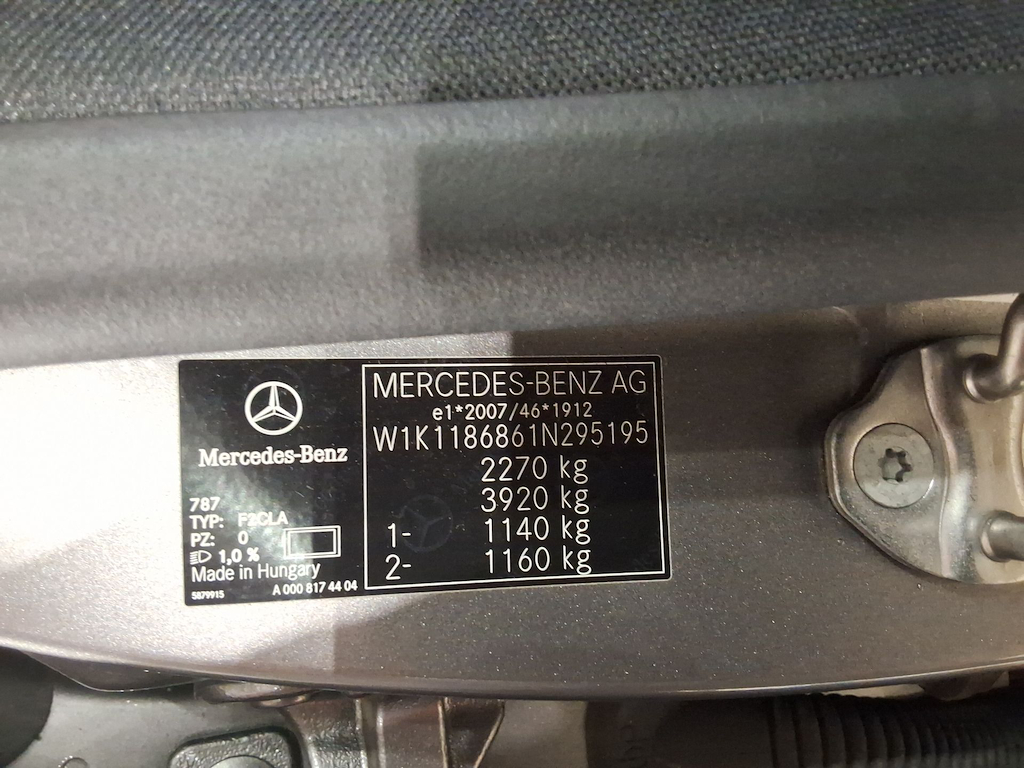 Mercedes-Benz
787
TYP: F2CLA
PZ: 0
1,0 %
Made in Hungary
5879915
A 000 817 44 04
MERCEDES-BENZ AG
e1*2007/46*1912
W1K1186861N295195
2270 kg
3920 kg
1- 1140 kg
2- 1160 kg